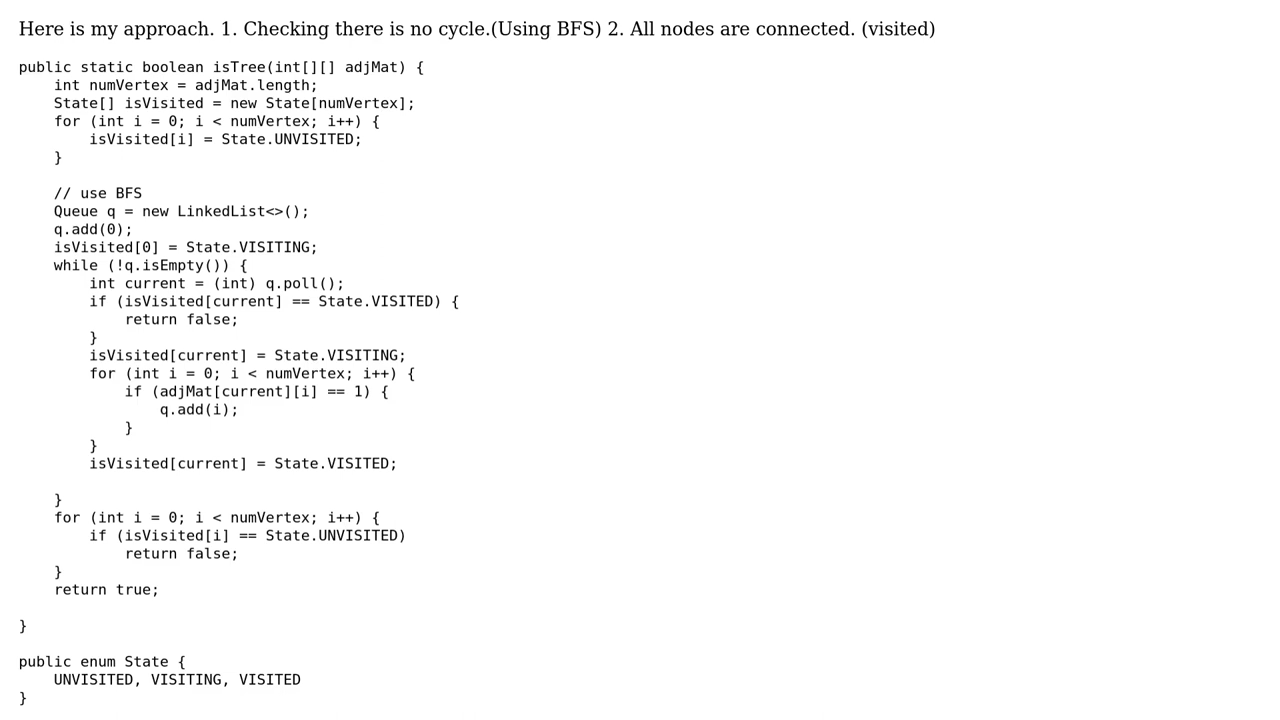 Here is my approach. 1. Checking there is no cycle.(Using BFS) 2. All nodes are connected. (visited)
public static boolean isTree(int[][] adjMat) {
    int numVertex = adjMat.length;
    State[] isVisited = new State[numVertex];
    for (int i = 0; i < numVertex; i++) {
        isVisited[i] = State.UNVISITED;
    }

    // use BFS
    Queue q = new LinkedList<>();
    q.add(0);
    isVisited[0] = State.VISITING;
    while (!q.isEmpty()) {
        int current = (int) q.poll();
        if (isVisited[current] == State.VISITED) {
            return false;
        }
        isVisited[current] = State.VISITING;
        for (int i = 0; i < numVertex; i++) {
            if (adjMat[current][i] == 1) {
                q.add(i);
            }
        }
        isVisited[current] = State.VISITED;

    }
    for (int i = 0; i < numVertex; i++) {
        if (isVisited[i] == State.UNVISITED)
            return false;
    }
    return true;

}

public enum State {
    UNVISITED, VISITING, VISITED
}